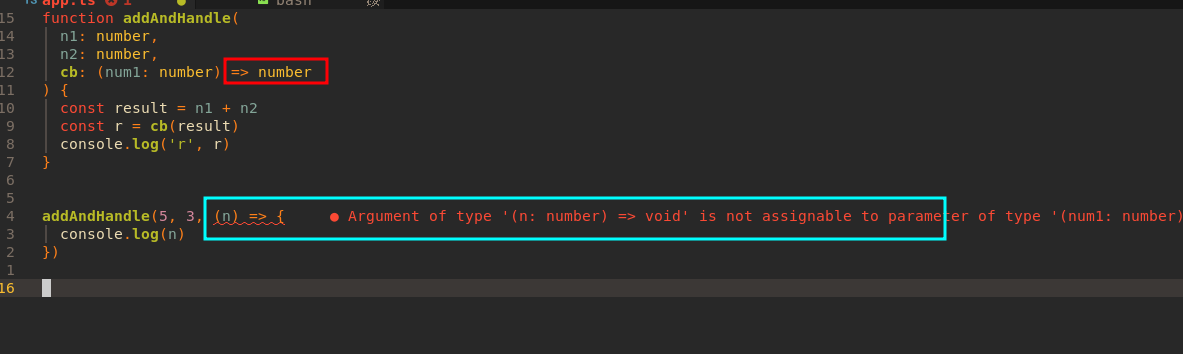 TS app.ts 1 bash
15 function addAndHandle(
14 n1: number,
13 n2: number,
12 cb: (num1: number) => number
11 ) {
10 const result = n1 + n2
9 const r = cb(result)
8 console.log('r', r)
7 }
6
5
4 addAndHandle(5, 3, (n) => { ● Argument of type '(n: number) => void' is not assignable to parameter of type '(num1: number)
3 console.log(n)
2 })
1
16